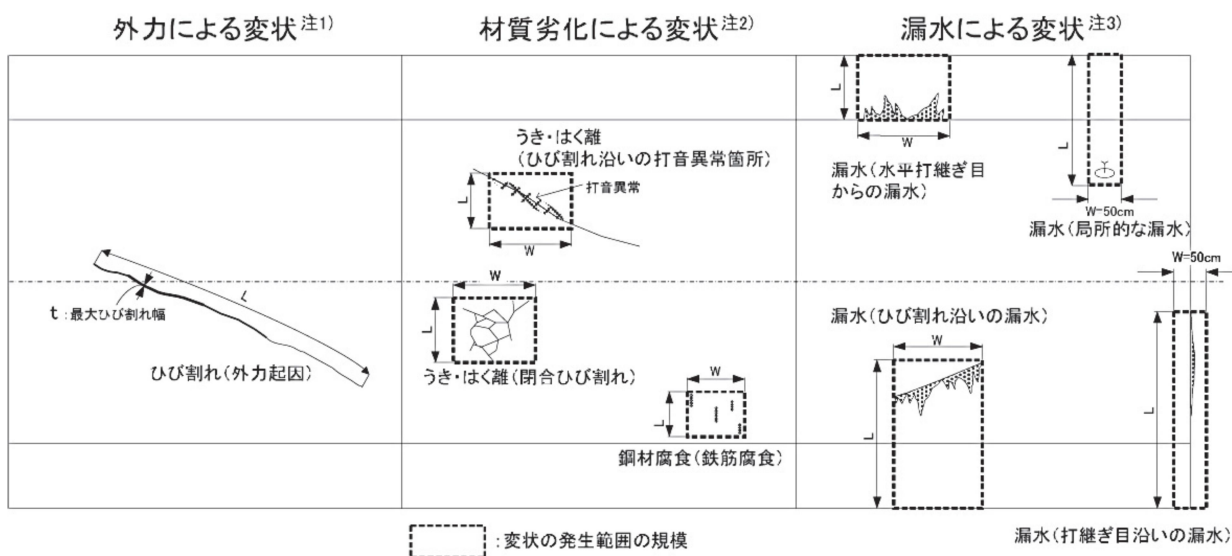 外力による変状注1)
材質劣化による変状注2)
漏水による変状注3)
L
t:最大ひび割れ幅
ひび割れ(外力起因)
うき・はく離
(ひび割れ沿いの打音異常箇所)
打音異常
L
W
W
L
うき・はく離(閉合ひび割れ)
W
L
鋼材腐食(鉄筋腐食)
L
W
漏水(水平打継ぎ目
からの漏水)
L
W=50cm
漏水(局所的な漏水)
漏水(ひび割れ沿いの漏水)
W
L
W=50cm
L
漏水(打継ぎ目沿いの漏水)
:変状の発生範囲の規模